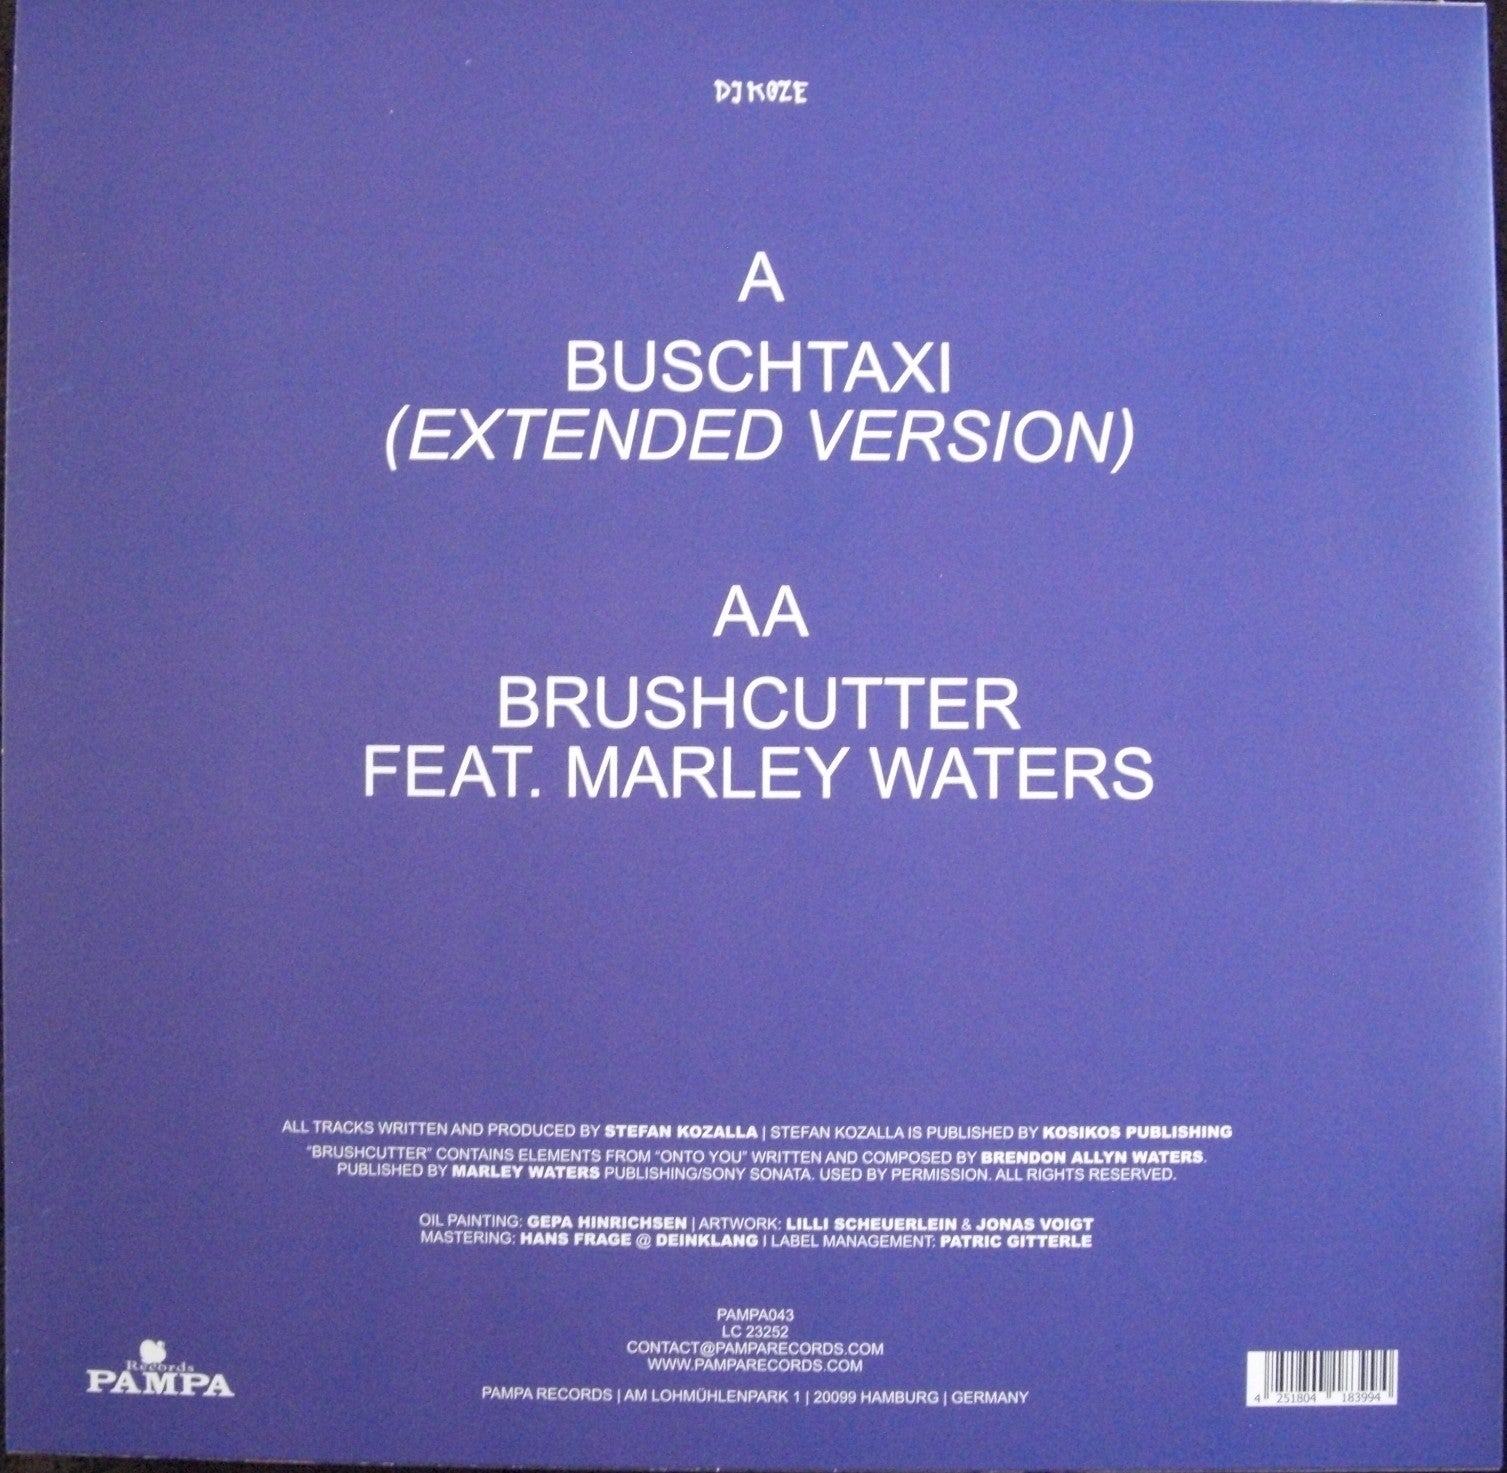 DJ KOZE
A
BUSCHTAXI
(EXTENDED VERSION)
AA
BRUSHCUTTER
FEAT. MARLEY WATERS
ALL TRACKS WRITTEN AND PRODUCED BY STEFAN KOZALLA | STEFAN KOZALLA IS PUBLISHED BY KOSIKOS PUBLISHING
"BRUSHCUTTER" CONTAINS ELEMENTS FROM "ONTO YOU" WRITTEN AND COMPOSED BY BRENDON ALLYN WATERS.
PUBLISHED BY MARLEY WATERS PUBLISHING/SONY SONATA. USED BY PERMISSION. ALL RIGHTS RESERVED.
OIL PAINTING: GEPA HINRICHSEN | ARTWORK: LILLI SCHEUERLEIN & JONAS VOIGT
MASTERING: HANS FRAGE @ DEINKLANG | LABEL MANAGEMENT: PATRIC GITTERLE
PAMPA043
LC 23252
CONTACT@PAMPARECORDS.COM
WWW.PAMPARECORDS.COM
PAMPA RECORDS | AM LOHMÜHLENPARK 1 | 20099 HAMBURG | GERMANY
Records
PAMPA
4 251804 183994